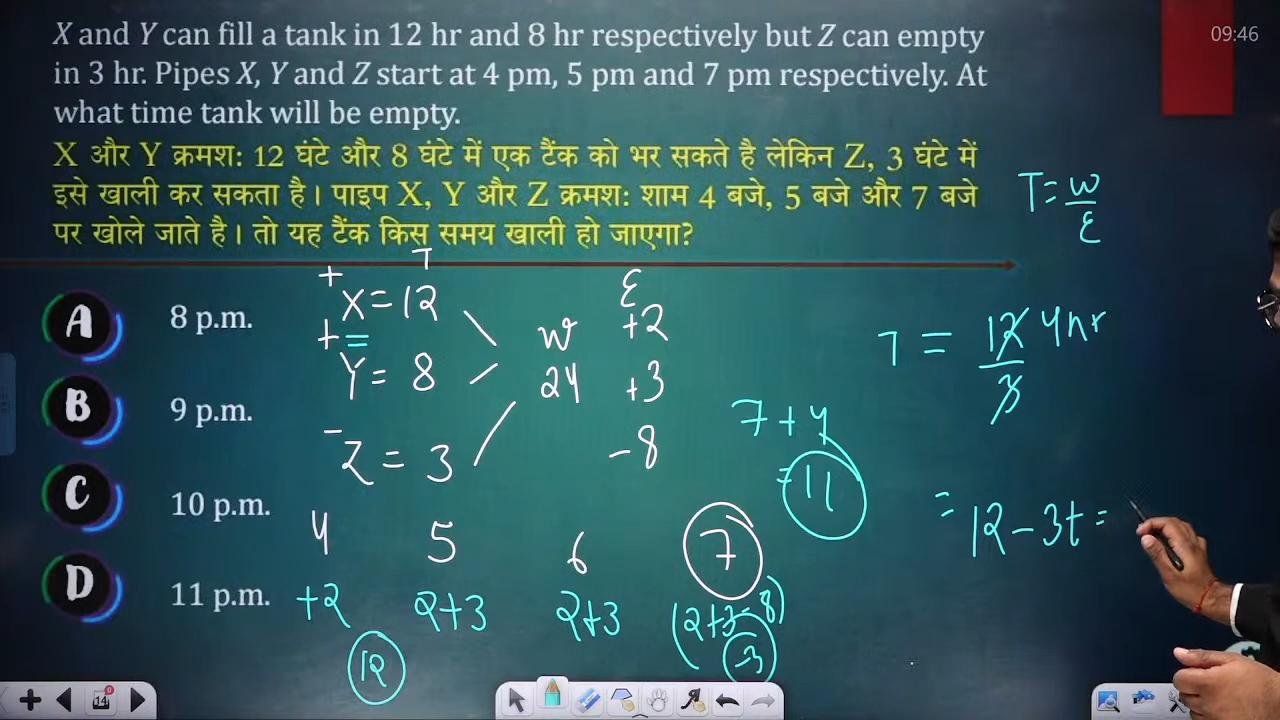 X and Y can fill a tank in 12 hr and 8 hr respectively but Z can empty
in 3 hr. Pipes X, Y and Z start at 4 pm, 5 pm and 7 pm respectively. At
what time tank will be empty.
09:46
X और Y क्रमश: 12 घंटे और 8 घंटे में एक टैंक को भर सकते है लेकिन Z, 3 घंटे में
इसे खाली कर सकता है। पाइप X, Y और Z क्रमश: शाम 4 बजे, 5 बजे और 7 बजे
पर खोले जाते है। तो यह टैंक किस समय खाली हो जाएगा?
T = w/ε
A 8 p.m.
B 9 p.m.
C 10 p.m.
D 11 p.m.
T
+ X = 12
+ Y = 8
- Z = 3
w
24
ε
+2
+3
-8
7 + 4
= 11
T = 12/3 4hr
= 12 - 3t =
4 5 6 7
+2 2+3 2+3 (2+3-8)
12 -3
14